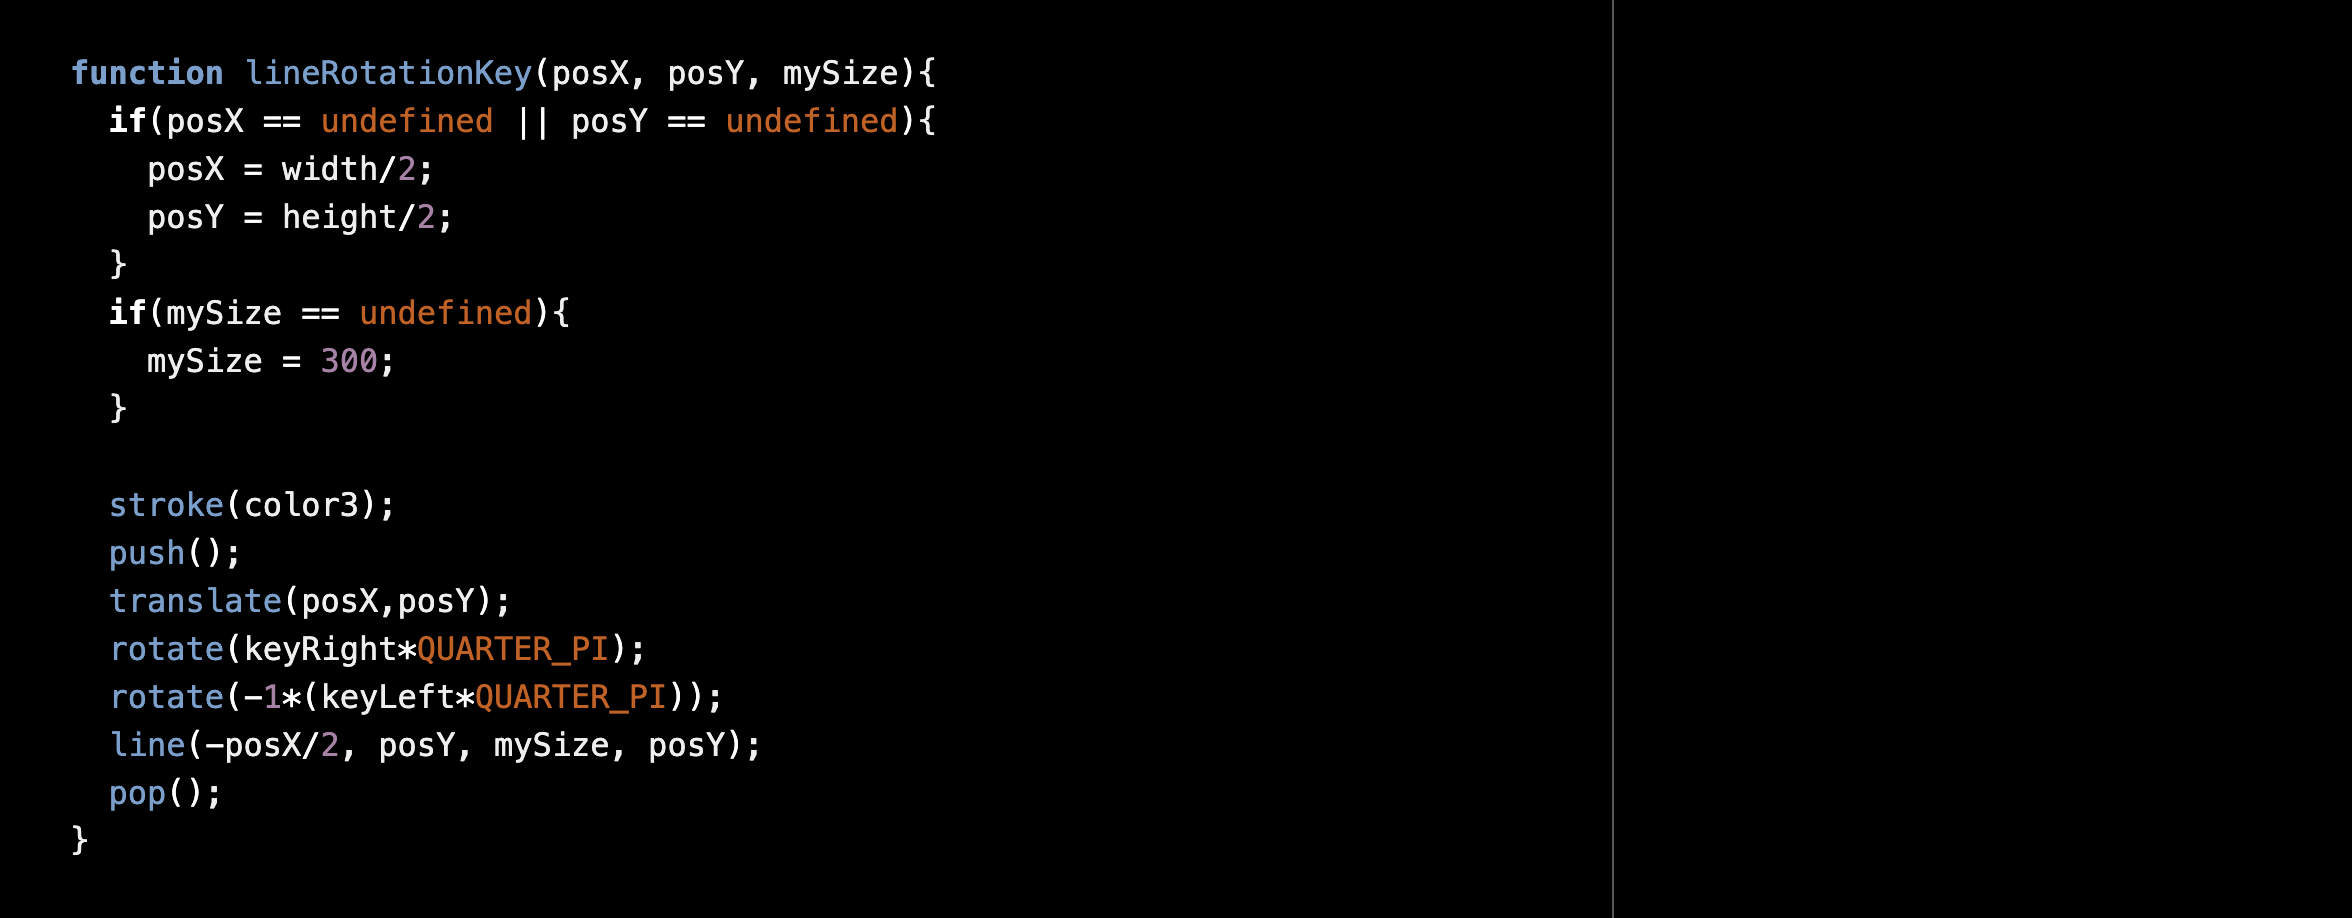 function lineRotationKey(posX, posY, mySize){
  if(posX == undefined || posY == undefined){
    posX = width/2;
    posY = height/2;
  }
  if(mySize == undefined){
    mySize = 300;
  }

  stroke(color3);
  push();
  translate(posX,posY);
  rotate(keyRight*QUARTER_PI);
  rotate(-1*(keyLeft*QUARTER_PI));
  line(-posX/2, posY, mySize, posY);
  pop();
}